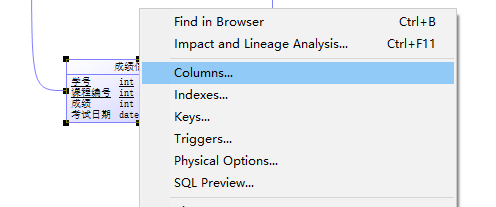 Find in Browser Ctrl+B
Impact and Lineage Analysis... Ctrl+F11
成绩
Columns...
学号 int
课程编号 int
Indexes...
成绩 int
Keys...
考试日期 date
Triggers...
Physical Options...
SQL Preview...